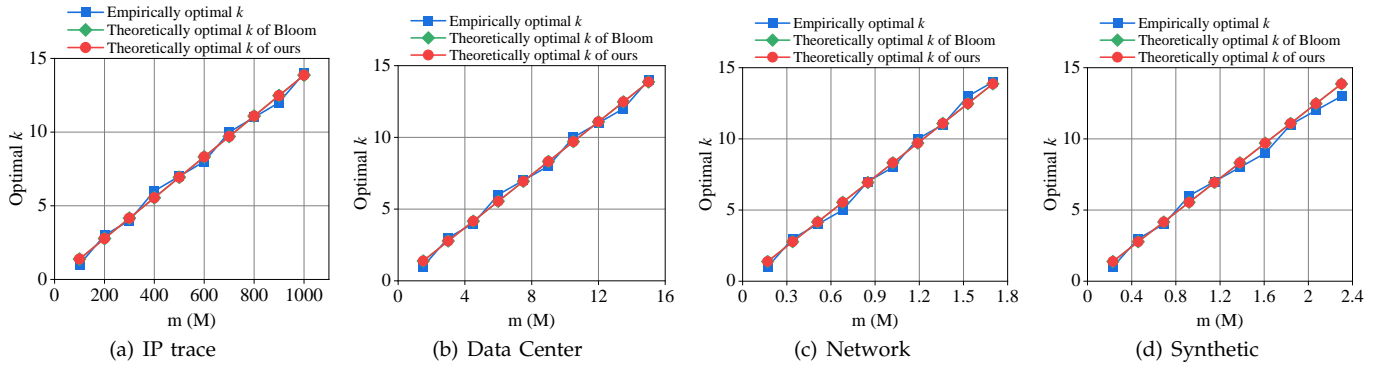 Empirically optimal k
Theoretically optimal k of Bloom
Theoretically optimal k of ours
15
10
5
0
Optimal k
0 200 400 600 800 1000
m (M)
(a) IP trace
Empirically optimal k
Theoretically optimal k of Bloom
Theoretically optimal k of ours
15
10
5
0
Optimal k
0 4 8 12 16
m (M)
(b) Data Center
Empirically optimal k
Theoretically optimal k of Bloom
Theoretically optimal k of ours
15
10
5
0
Optimal k
0 0.3 0.6 0.9 1.2 1.5 1.8
m (M)
(c) Network
Empirically optimal k
Theoretically optimal k of Bloom
Theoretically optimal k of ours
15
10
5
0
Optimal k
0 0.4 0.8 1.2 1.6 2 2.4
m (M)
(d) Synthetic